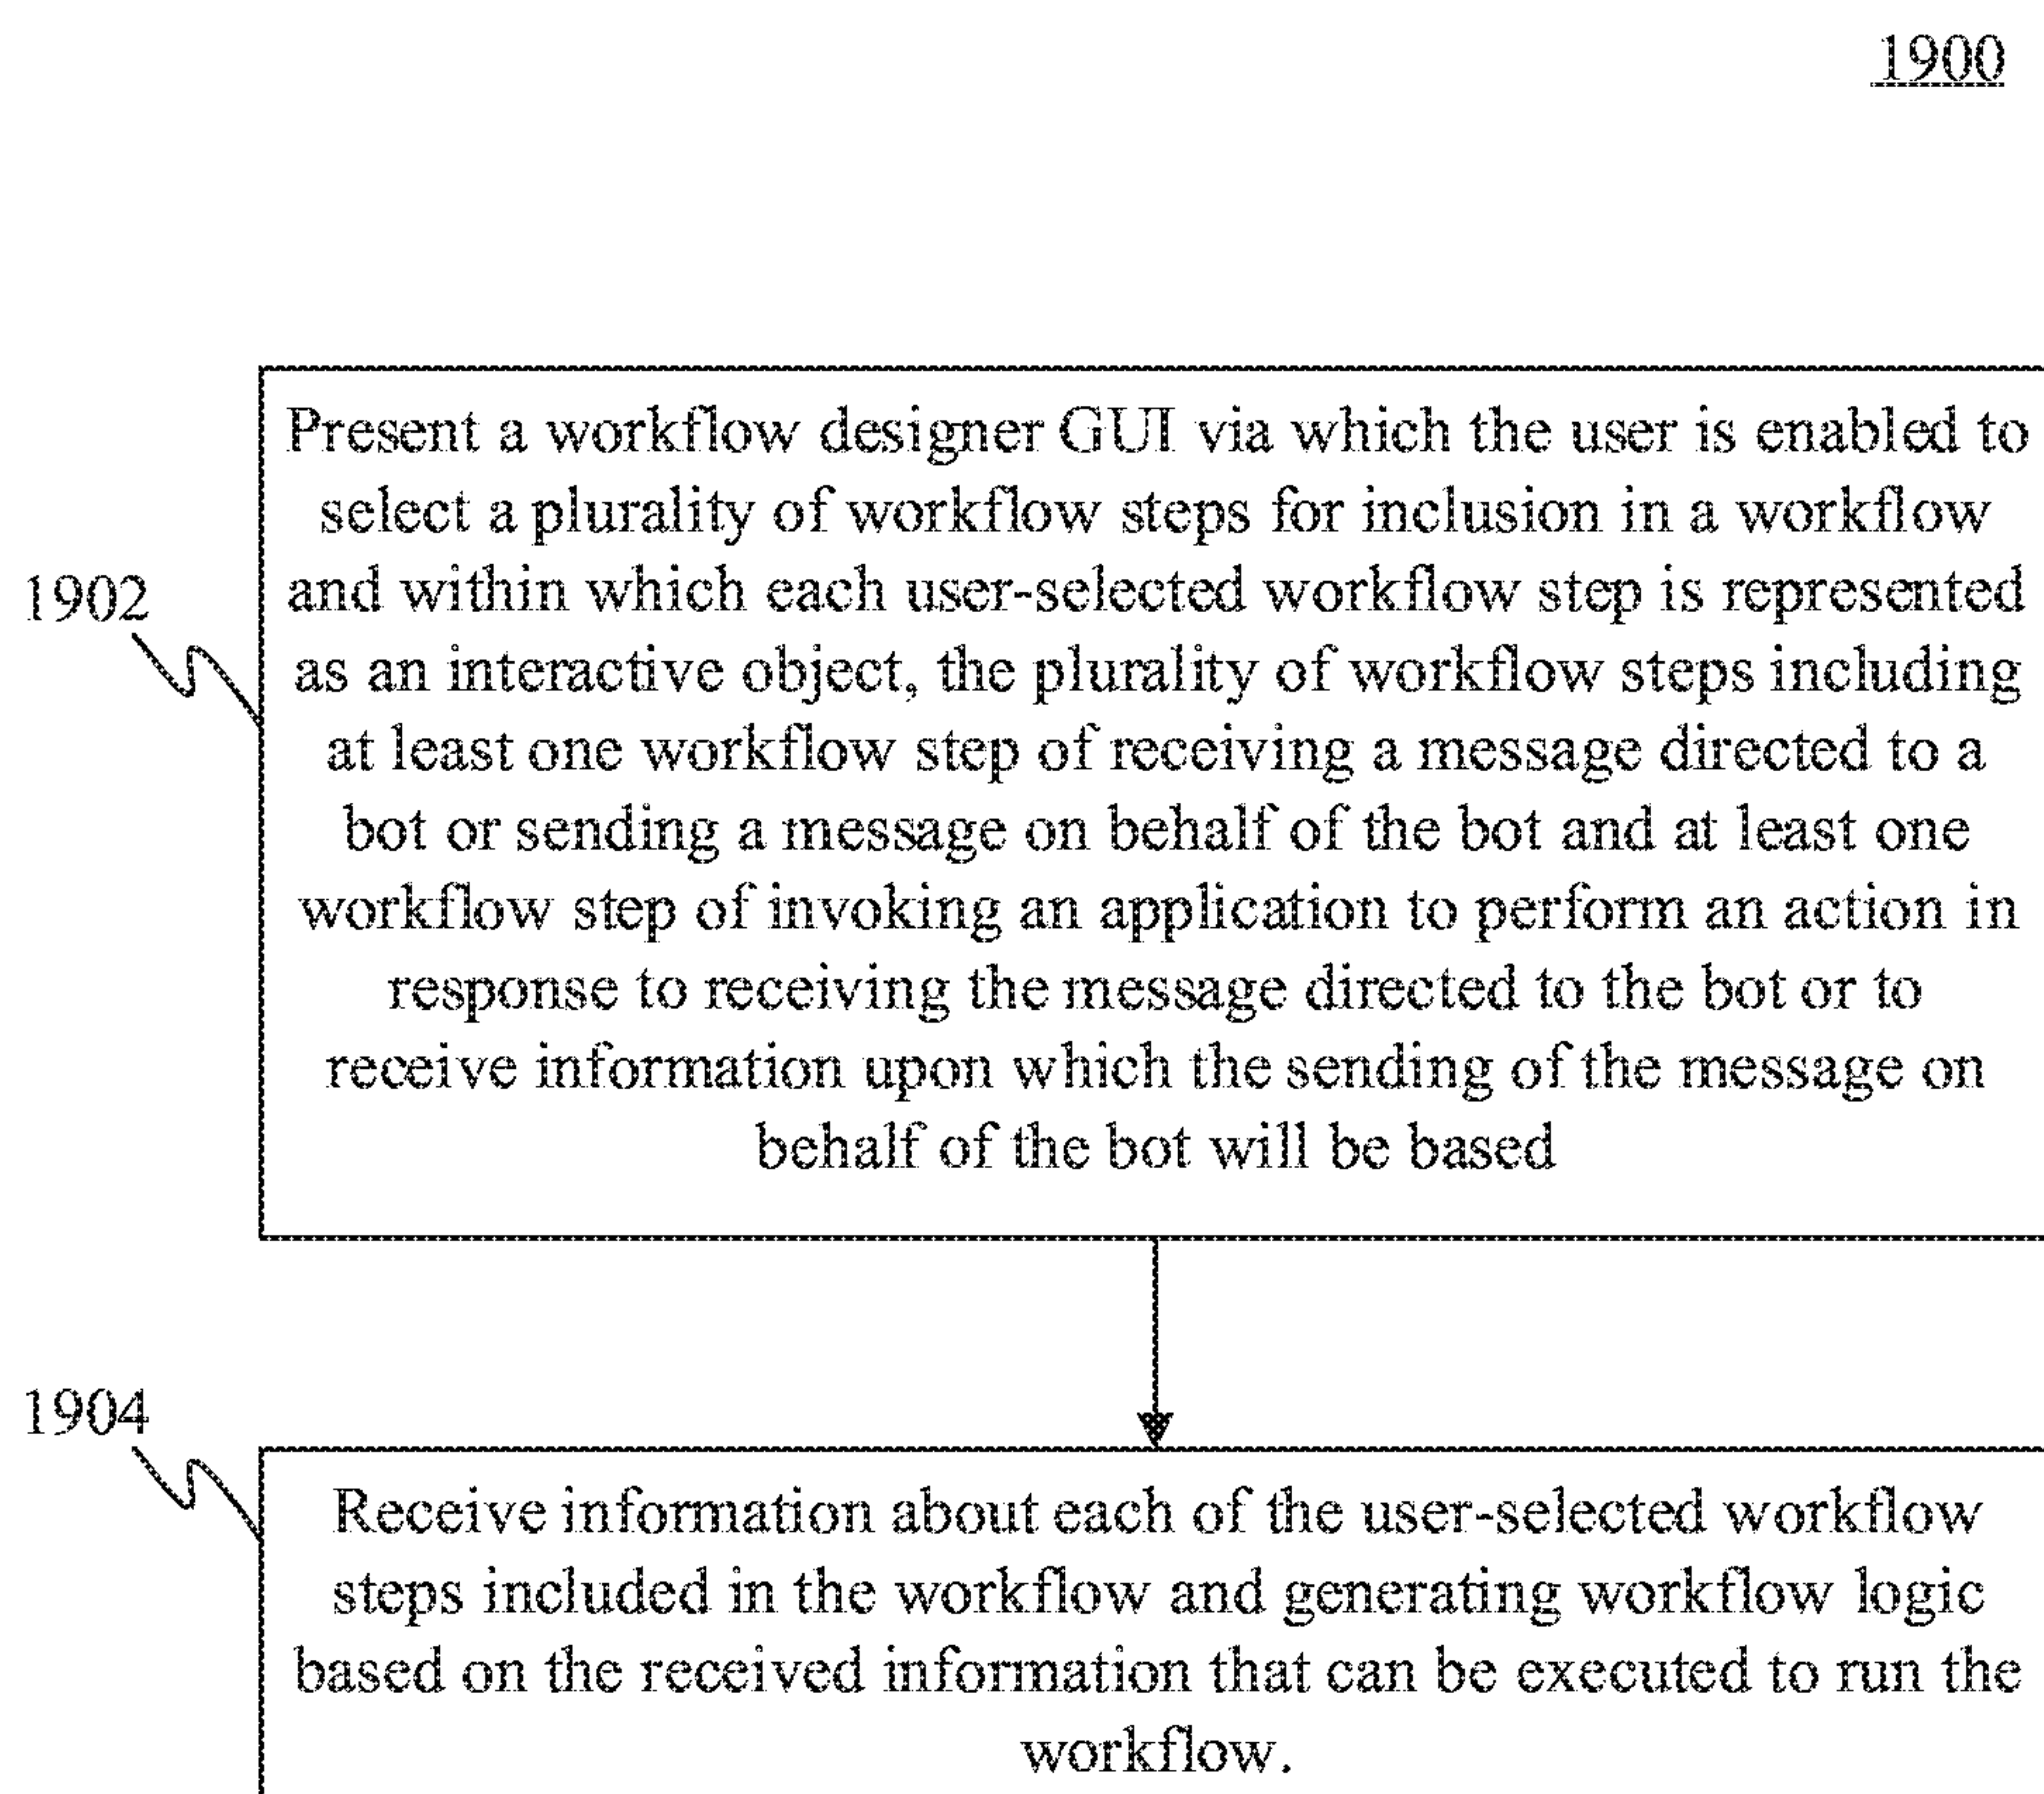 1900
Present a workflow designer GUI via which the user is enabled to
select a plurality of workflow steps for inclusion in a workflow
and within which each user-selected workflow step is represented
as an interactive object, the plurality of workflow steps including
at least one workflow step of receiving a message directed to a
bot or sending a message on behalf of the bot and at least one
workflow step of invoking an application to perform an action in
response to receiving the message directed to the bot or to
receive information upon which the sending of the message on
behalf of the bot will be based
1902
1904
Receive information about each of the user-selected workflow
steps included in the workflow and generating workflow logic
based on the received information that can be executed to run the
workflow.